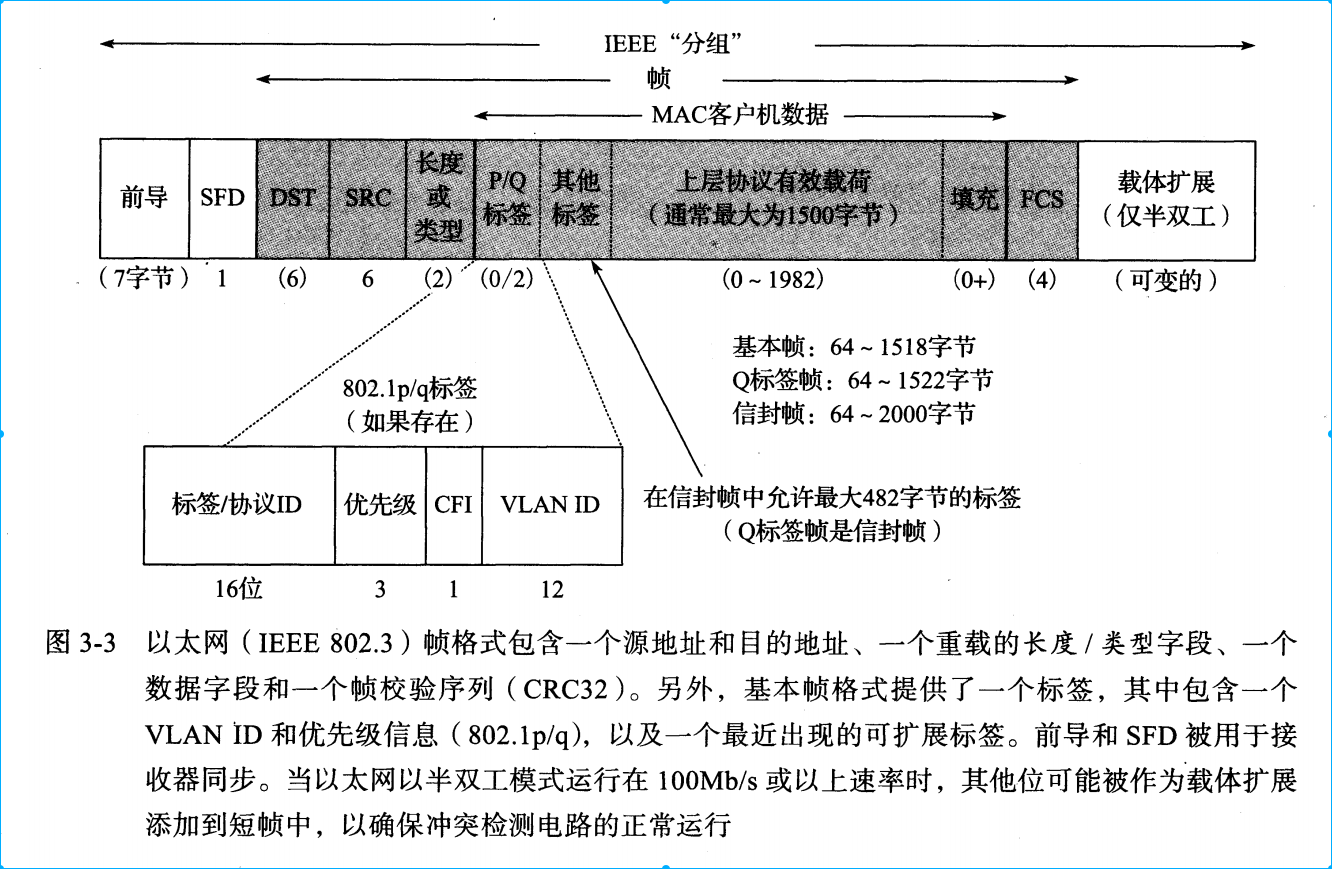 IEEE “分组”
帧
MAC客户机数据
前导 SFD DST SRC 长度或类型 P/Q标签 其他标签 上层协议有效载荷（通常最大为1500字节） 填充 FCS 载体扩展（仅半双工）
（7字节） 1 (6) 6 (2) (0/2) (0~1982) (0+) (4) （可变的）
基本帧：64~1518字节
Q标签帧：64~1522字节
信封帧：64~2000字节
802.1p/q标签
（如果存在）
标签/协议ID 优先级 CFI VLAN ID
16位 3 1 12
在信封帧中允许最大482字节的标签
（Q标签帧是信封帧）
图 3-3 以太网（IEEE 802.3）帧格式包含一个源地址和目的地址、一个重载的长度 / 类型字段、一个
数据字段和一个帧校验序列（CRC32）。另外，基本帧格式提供了一个标签，其中包含一个
VLAN ID 和优先级信息（802.1p/q），以及一个最近出现的可扩展标签。前导和 SFD 被用于接
收器同步。当以太网以半双工模式运行在 100Mb/s 或以上速率时，其他位可能被作为载体扩展
添加到短帧中，以确保冲突检测电路的正常运行